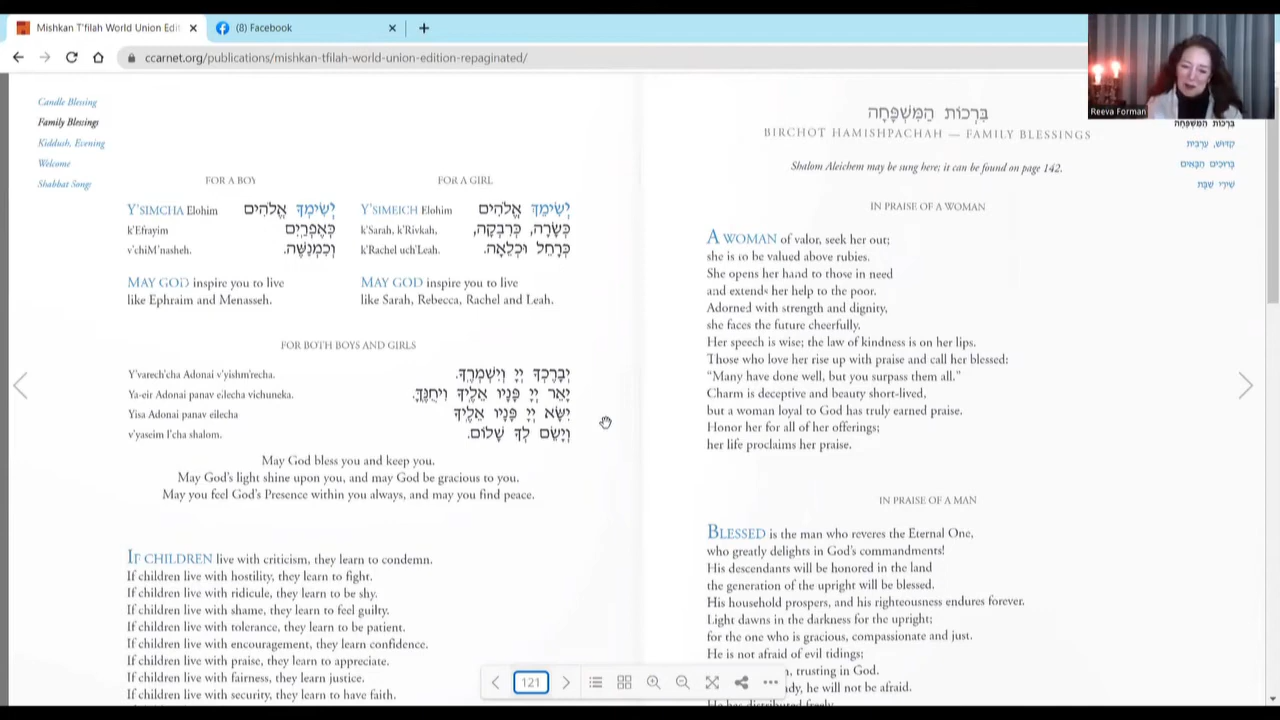 Mishkan T'filah World Union Edit
(8) Facebook
ccarnet.org/publications/mishkan-tfilah-world-union-edition-repaginated/
Reeva Forman
Candle Blessing
Family Blessings
Kiddush, Evening
Welcome
Shabbat Songs
FOR A BOY
Y'SIMCHA Elohim
k'Efrayim
v'chiM'nasheh.
יְשִׂימְךָ אֱלֹהִים
כְּאֶפְרַיִם
וְכִמְנַשֶּׁה.
MAY GOD inspire you to live
like Ephraim and Menasseh.
FOR A GIRL
Y'SIMEICH Elohim
k'Sarah, k'Rivkah,
k'Rachel uch'Leah.
יְשִׂימֵךְ אֱלֹהִים
כְּשָׂרָה, כְּרִבְקָה,
כְּרָחֵל וּכְלֵאָה.
MAY GOD inspire you to live
like Sarah, Rebecca, Rachel and Leah.
FOR BOTH BOYS AND GIRLS
Y'varech'cha Adonai v'yishm'recha.
Ya-eir Adonai panav eilecha vichuneka.
Yisa Adonai panav eilecha
v'yaseim l'cha shalom.
יְבָרֶכְךָ יְיָ וְיִשְׁמְרֶךָ.
יָאֵר יְיָ פָּנָיו אֵלֶיךָ וִיחֻנֶּךָּ.
יִשָּׂא יְיָ פָּנָיו אֵלֶיךָ
וְיָשֵׂם לְךָ שָׁלוֹם.
May God bless you and keep you.
May God's light shine upon you, and may God be gracious to you.
May you feel God's Presence within you always, and may you find peace.
IF CHILDREN live with criticism, they learn to condemn.
If children live with hostility, they learn to fight.
If children live with ridicule, they learn to be shy.
If children live with shame, they learn to feel guilty.
If children live with tolerance, they learn to be patient.
If children live with encouragement, they learn confidence.
If children live with praise, they learn to appreciate.
If children live with fairness, they learn justice.
If children live with security, they learn to have faith.
בִּרְכוֹת הַמִּשְׁפָּחָה
BIRCHOT HAMISHPACHAH — FAMILY BLESSINGS
Shalom Aleichem may be sung here; it can be found on page 142.
IN PRAISE OF A WOMAN
A WOMAN of valor, seek her out;
she is to be valued above rubies.
She opens her hand to those in need
and extends her help to the poor.
Adorned with strength and dignity,
she faces the future cheerfully.
Her speech is wise; the law of kindness is on her lips.
Those who love her rise up with praise and call her blessed:
“Many have done well, but you surpass them all.”
Charm is deceptive and beauty short-lived,
but a woman loyal to God has truly earned praise.
Honor her for all of her offerings;
her life proclaims her praise.
IN PRAISE OF A MAN
BLESSED is the man who reveres the Eternal One,
who greatly delights in God's commandments!
His descendants will be honored in the land
the generation of the upright will be blessed.
His household prospers, and his righteousness endures forever.
Light dawns in the darkness for the upright;
for the one who is gracious, compassionate and just.
He is not afraid of evil tidings;
trusting in God.
he will not be afraid.
בִּרְכוֹת הַמִּשְׁפָּחָה
קִדּוּשׁ, עַרְבִית
בְּרוּכִים הַבָּאִים
שִׁירֵי שַׁבָּת
121